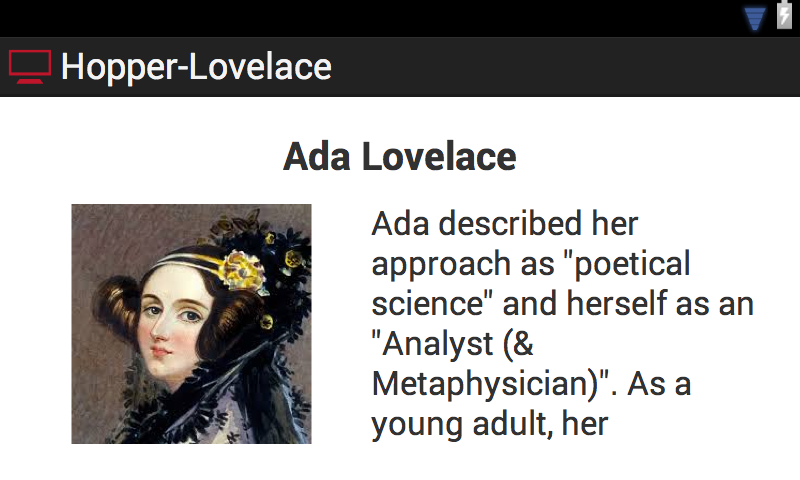 Hopper-Lovelace
Ada Lovelace
Ada described her
approach as "poetical
science" and herself as an
"Analyst (&
Metaphysician)". As a
young adult, her